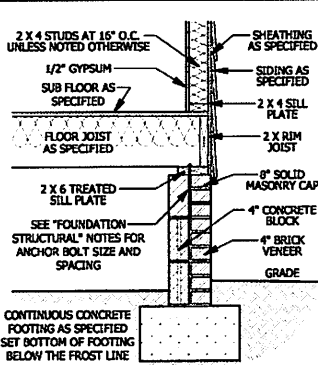 2 X 4 STUDS AT 16" O.C.
UNLESS NOTED OTHERWISE
1/2" GYPSUM
SUB FLOOR AS
SPECIFIED
FLOOR JOIST
AS SPECIFIED
2 X 6 TREATED
SILL PLATE
SEE "FOUNDATION
STRUCTURAL" NOTES FOR
ANCHOR BOLT SIZE AND
SPACING
CONTINUOUS CONCRETE
FOOTING AS SPECIFIED
SET BOTTOM OF FOOTING
BELOW THE FROST LINE
SHEATHING
AS SPECIFIED
SIDING AS
SPECIFIED
2 X 4 SILL
PLATE
2 X RIM
JOIST
8" SOLID
MASONRY CAP
4" CONCRETE
BLOCK
4" BRICK
VENEER
GRADE